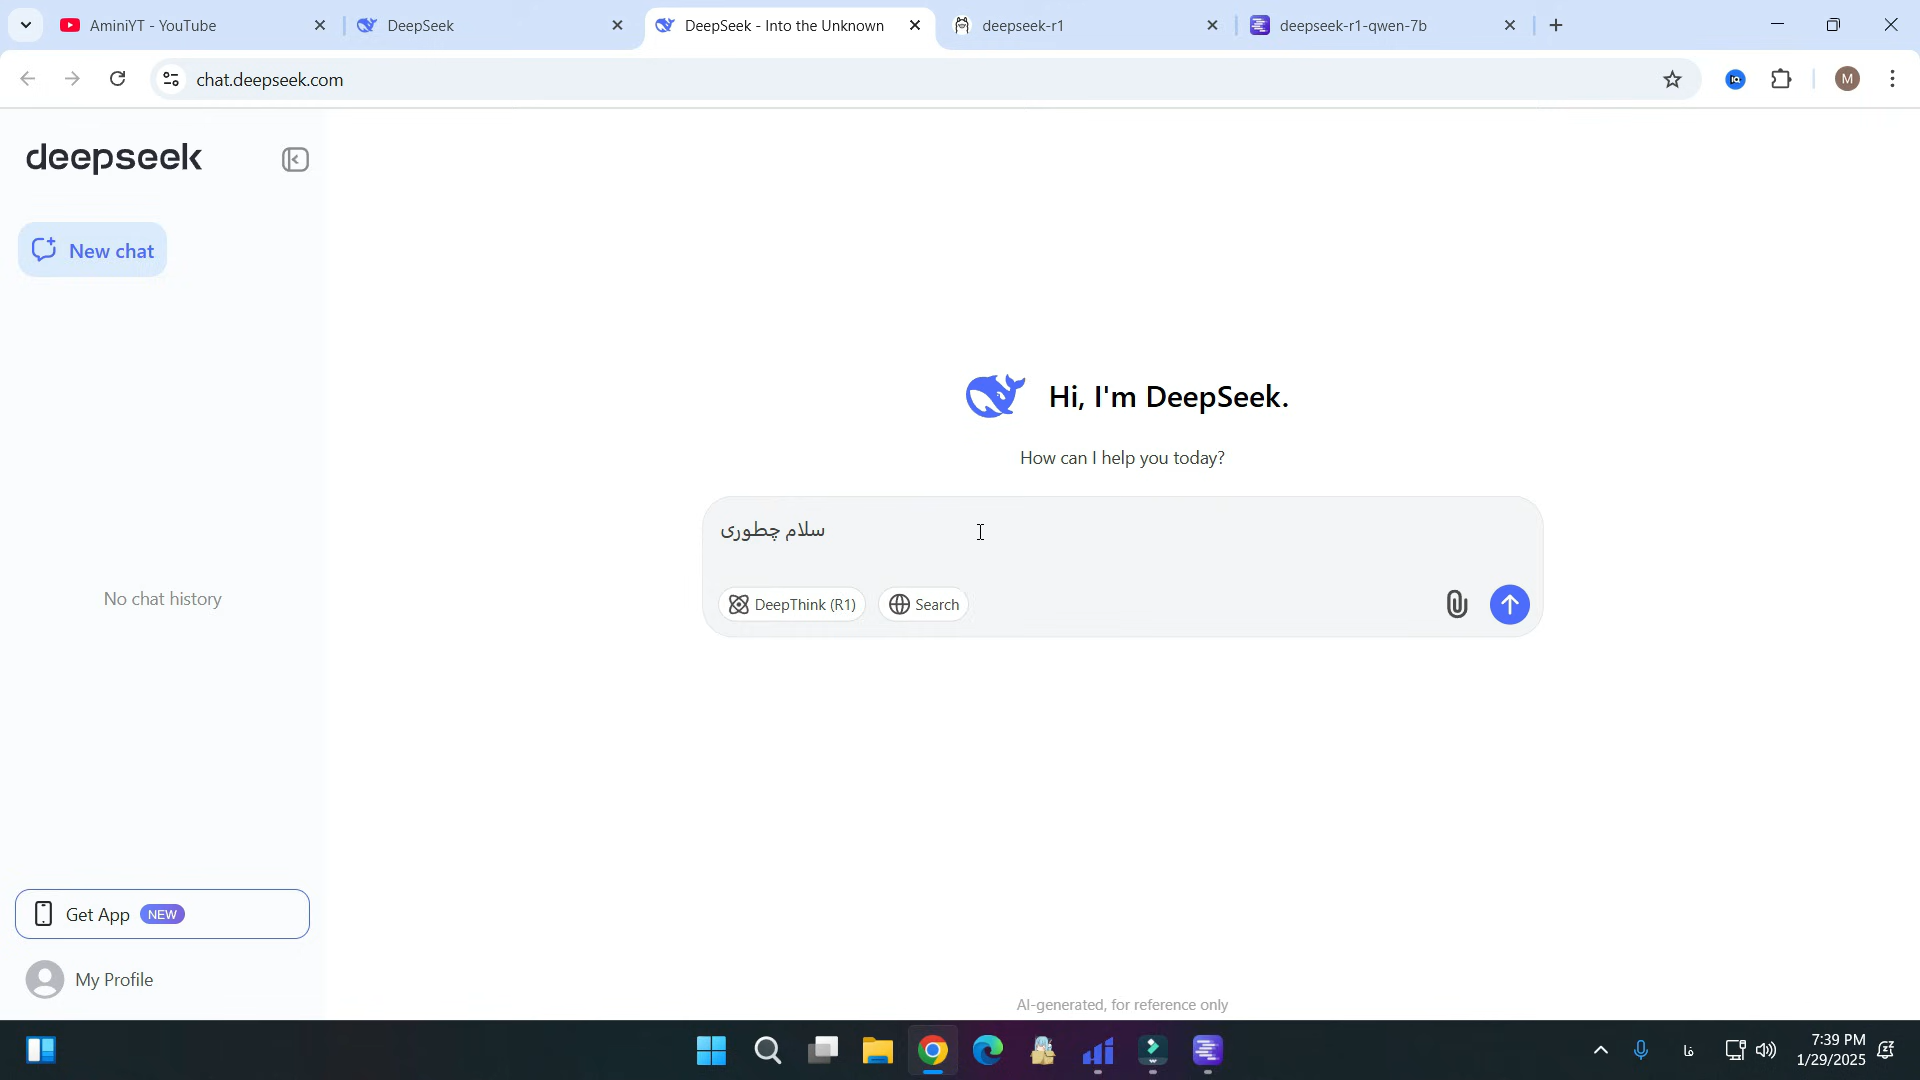 AminiYT - YouTube
DeepSeek
DeepSeek - Into the Unknown
deepseek-r1
deepseek-r1-qwen-7b
chat.deepseek.com
M
deepseek
New chat
Hi, I'm DeepSeek.
How can I help you today?
سلام چطوری
DeepThink (R1)
Search
No chat history
Get App NEW
My Profile
AI-generated, for reference only
فا
7:39 PM
1/29/2025